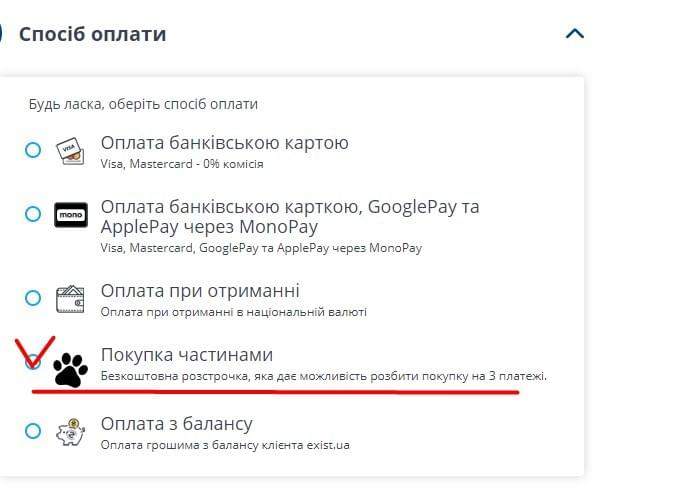 Спосіб оплати
Будь ласка, оберіть спосіб оплати
Оплата банківською картою
VISA
Visa, Mastercard - 0% комісія
Оплата банківською карткою, GooglePay та
ApplePay через MonoPay
mono
Visa, Mastercard, GooglePay та ApplePay через MonoPay
Оплата при отриманні
Оплата при отриманні в національній валюті
Покупка частинами
Безкоштовна розстрочка, яка дає можливість розбити покупку на 3 платежі.
Оплата з балансу
Оплата грошима з балансу клієнта exist.ua